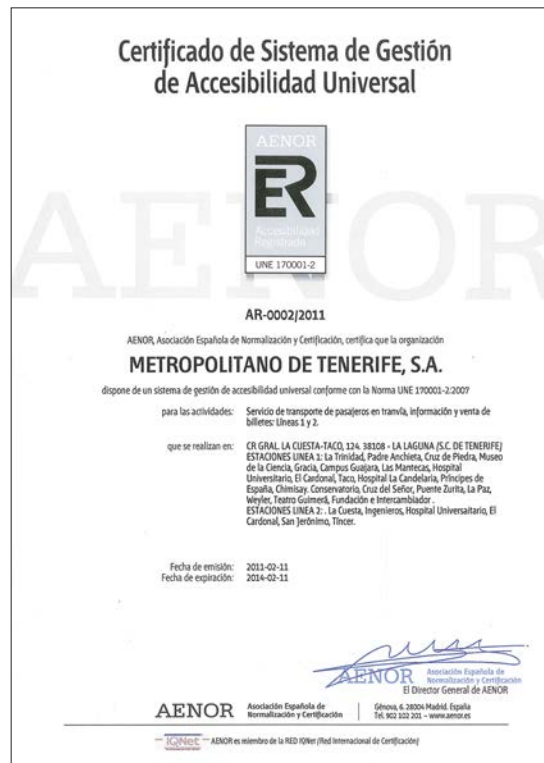 Certificado de Sistema de Gestión
de Accesibilidad Universal
AENOR
AENOR
ER
Accesibilidad
Registrada
UNE 170001-2
AR-0002/2011
AENOR, Asociación Española de Normalización y Certificación, certifica que la organización
METROPOLITANO DE TENERIFE, S.A.
dispone de un sistema de gestión de accesibilidad universal conforme con la Norma UNE 170001-2:2007
para las actividades: Servicio de transporte de pasajeros en tranvía, información y venta de
billetes: Líneas 1 y 2.
que se realizan en: CR GRAL. LA CUESTA-TACO, 124. 38108 - LA LAGUNA /S.C. DE TENERIFE/
ESTACIONES LINEA 1: La Trinidad, Padre Anchieta, Cruz de Piedra, Museo
de la Ciencia, Gracia, Campus Guajara, Las Mantecas, Hospital
Universitario, El Cardonal, Taco, Hospital La Candelaria, Príncipes de
España, Chimisay. Conservatorio, Cruz del Señor, Puente Zurita, La Paz,
Weyler, Teatro Guimerá, Fundación e Intercambiador .
ESTACIONES LINEA 2: . La Cuesta, Ingenieros, Hospital Universaitario, El
Cardonal, San Jerónimo, Tíncer.
Fecha de emisión: 2011-02-11
Fecha de expiración: 2014-02-11
AENOR Asociación Española de
Normalización y Certificación
El Director General de AENOR
AENOR Asociación Española de
Normalización y Certificación
Génova, 6. 28004 Madrid. España
Tel. 902 102 201 – www.aenor.es
IQNet AENOR es miembro de la RED IQNet /Red Internacional de Certificación/